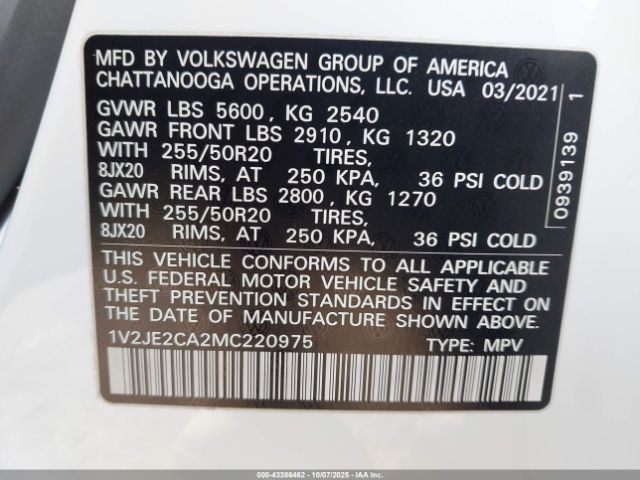 MFD BY VOLKSWAGEN GROUP OF AMERICA
CHATTANOOGA OPERATIONS, LLC. USA 03/2021
GVWR LBS 5600, KG 2540
GAWR FRONT LBS 2910, KG 1320
WITH 255/50R20 TIRES,
8JX20 RIMS, AT 250 KPA, 36 PSI COLD
GAWR REAR LBS 2800, KG 1270
WITH 255/50R20 TIRES,
8JX20 RIMS, AT 250 KPA, 36 PSI COLD
THIS VEHICLE CONFORMS TO ALL APPLICABLE
U.S. FEDERAL MOTOR VEHICLE SAFETY AND
THEFT PREVENTION STANDARDS IN EFFECT ON
THE DATE OF MANUFACTURE SHOWN ABOVE.
1V2JE2CA2MC220975 TYPE: MPV
0939139 1
000-43386462 - 10/07/2025 - IAAI.COM